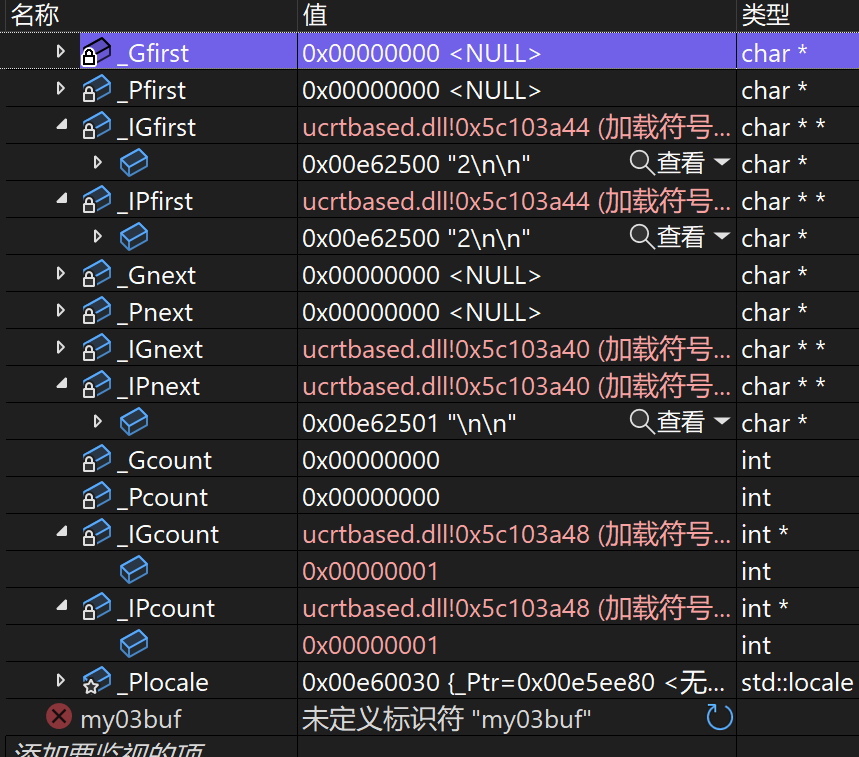 名称 值 类型
_Gfirst 0x00000000 <NULL> char *
_Pfirst 0x00000000 <NULL> char *
_IGfirst ucrtbased.dll!0x5c103a44 (加载符号... char * *
0x00e62500 "2\n\n" 查看 char *
_IPfirst ucrtbased.dll!0x5c103a44 (加载符号... char * *
0x00e62500 "2\n\n" 查看 char *
_Gnext 0x00000000 <NULL> char *
_Pnext 0x00000000 <NULL> char *
_IGnext ucrtbased.dll!0x5c103a40 (加载符号... char * *
_IPnext ucrtbased.dll!0x5c103a40 (加载符号... char * *
0x00e62501 "\n\n" 查看 char *
_Gcount 0x00000000 int
_Pcount 0x00000000 int
_IGcount ucrtbased.dll!0x5c103a48 (加载符号... int *
0x00000001 int
_IPcount ucrtbased.dll!0x5c103a48 (加载符号... int *
0x00000001 int
_Plocale 0x00e60030 {_Ptr=0x00e5ee80 <无... std::locale
my03buf 未定义标识符 "my03buf"
添加要监视的项